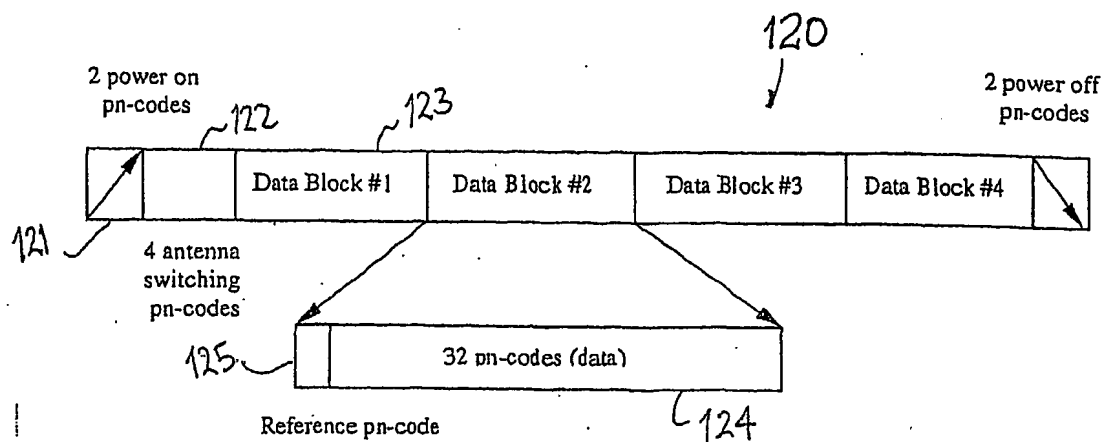 120
2 power on
pn-codes
2 power off
pn-codes
122
123
Data Block #1
Data Block #2
Data Block #3
Data Block #4
121
4 antenna
switching
pn-codes
125
32 pn-codes (data)
Reference pn-code
124